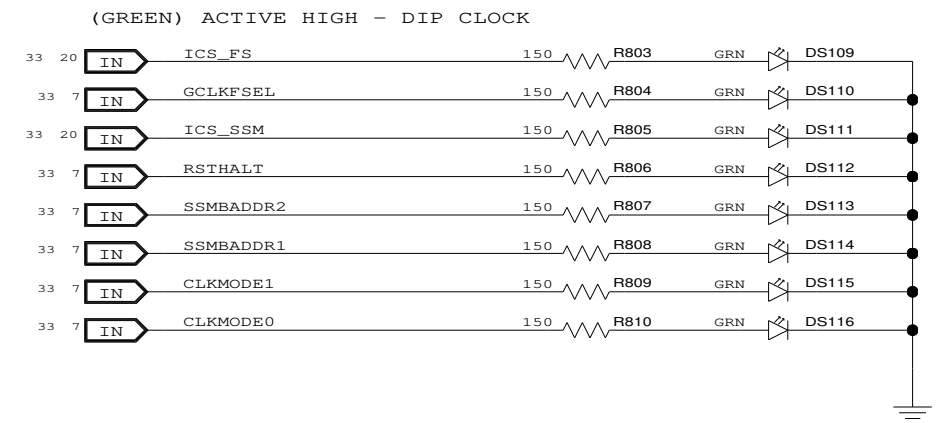 (GREEN) ACTIVE HIGH – DIP CLOCK
33 20 IN ICS_FS 150 R803 GRN DS109
33 7 IN GCLKFSEL 150 R804 GRN DS110
33 20 IN ICS_SSM 150 R805 GRN DS111
33 7 IN RSTHALT 150 R806 GRN DS112
33 7 IN SSMBADDR2 150 R807 GRN DS113
33 7 IN SSMBADDR1 150 R808 GRN DS114
33 7 IN CLKMODE1 150 R809 GRN DS115
33 7 IN CLKMODE0 150 R810 GRN DS116